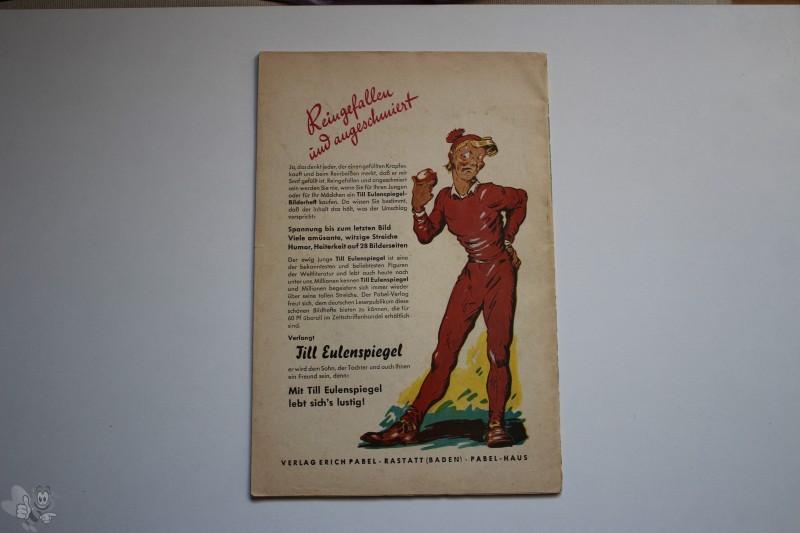 Reingefallen
und angeschmiert
Ja, das denkt jeder, der einen gefüllten Krapfen
kauft und beim Reinbeißen merkt, daß er mit
Senf gefüllt ist. Reingefallen und angeschmiert
sein werden Sie nie, wenn Sie für Ihren Jungen
oder für Ihr Mädchen ein Till Eulenspiegel-
Bilderheft kaufen. Da wissen Sie bestimmt,
daß der Inhalt das hält, was der Umschlag
verspricht:
Spannung bis zum letzten Bild
Viele amüsante, witzige Streiche
Humor, Heiterkeit auf 28 Bilderseiten
Der ewig junge Till Eulenspiegel ist eine
der bekanntesten und beliebtesten Figuren
der Weltliteratur und lebt auch heute noch
unter uns. Millionen kennen Till Eulenspiegel
und Millionen begeistern sich immer wieder
über seine tollen Streiche. Der Pabel-Verlag
freut sich, dem deutschen Leserpublikum diese
schönen Bildhefte bieten zu können, die für
60 Pf überall im Zeitschriftenhandel erhältlich
sind.
Verlangt
Till Eulenspiegel
er wird dem Sohn, der Tochter und auch Ihnen
ein Freund sein, denn:
Mit Till Eulenspiegel
lebt sich's lustig!
VERLAG ERICH PABEL - RASTATT (BADEN) - PABEL-HAUS